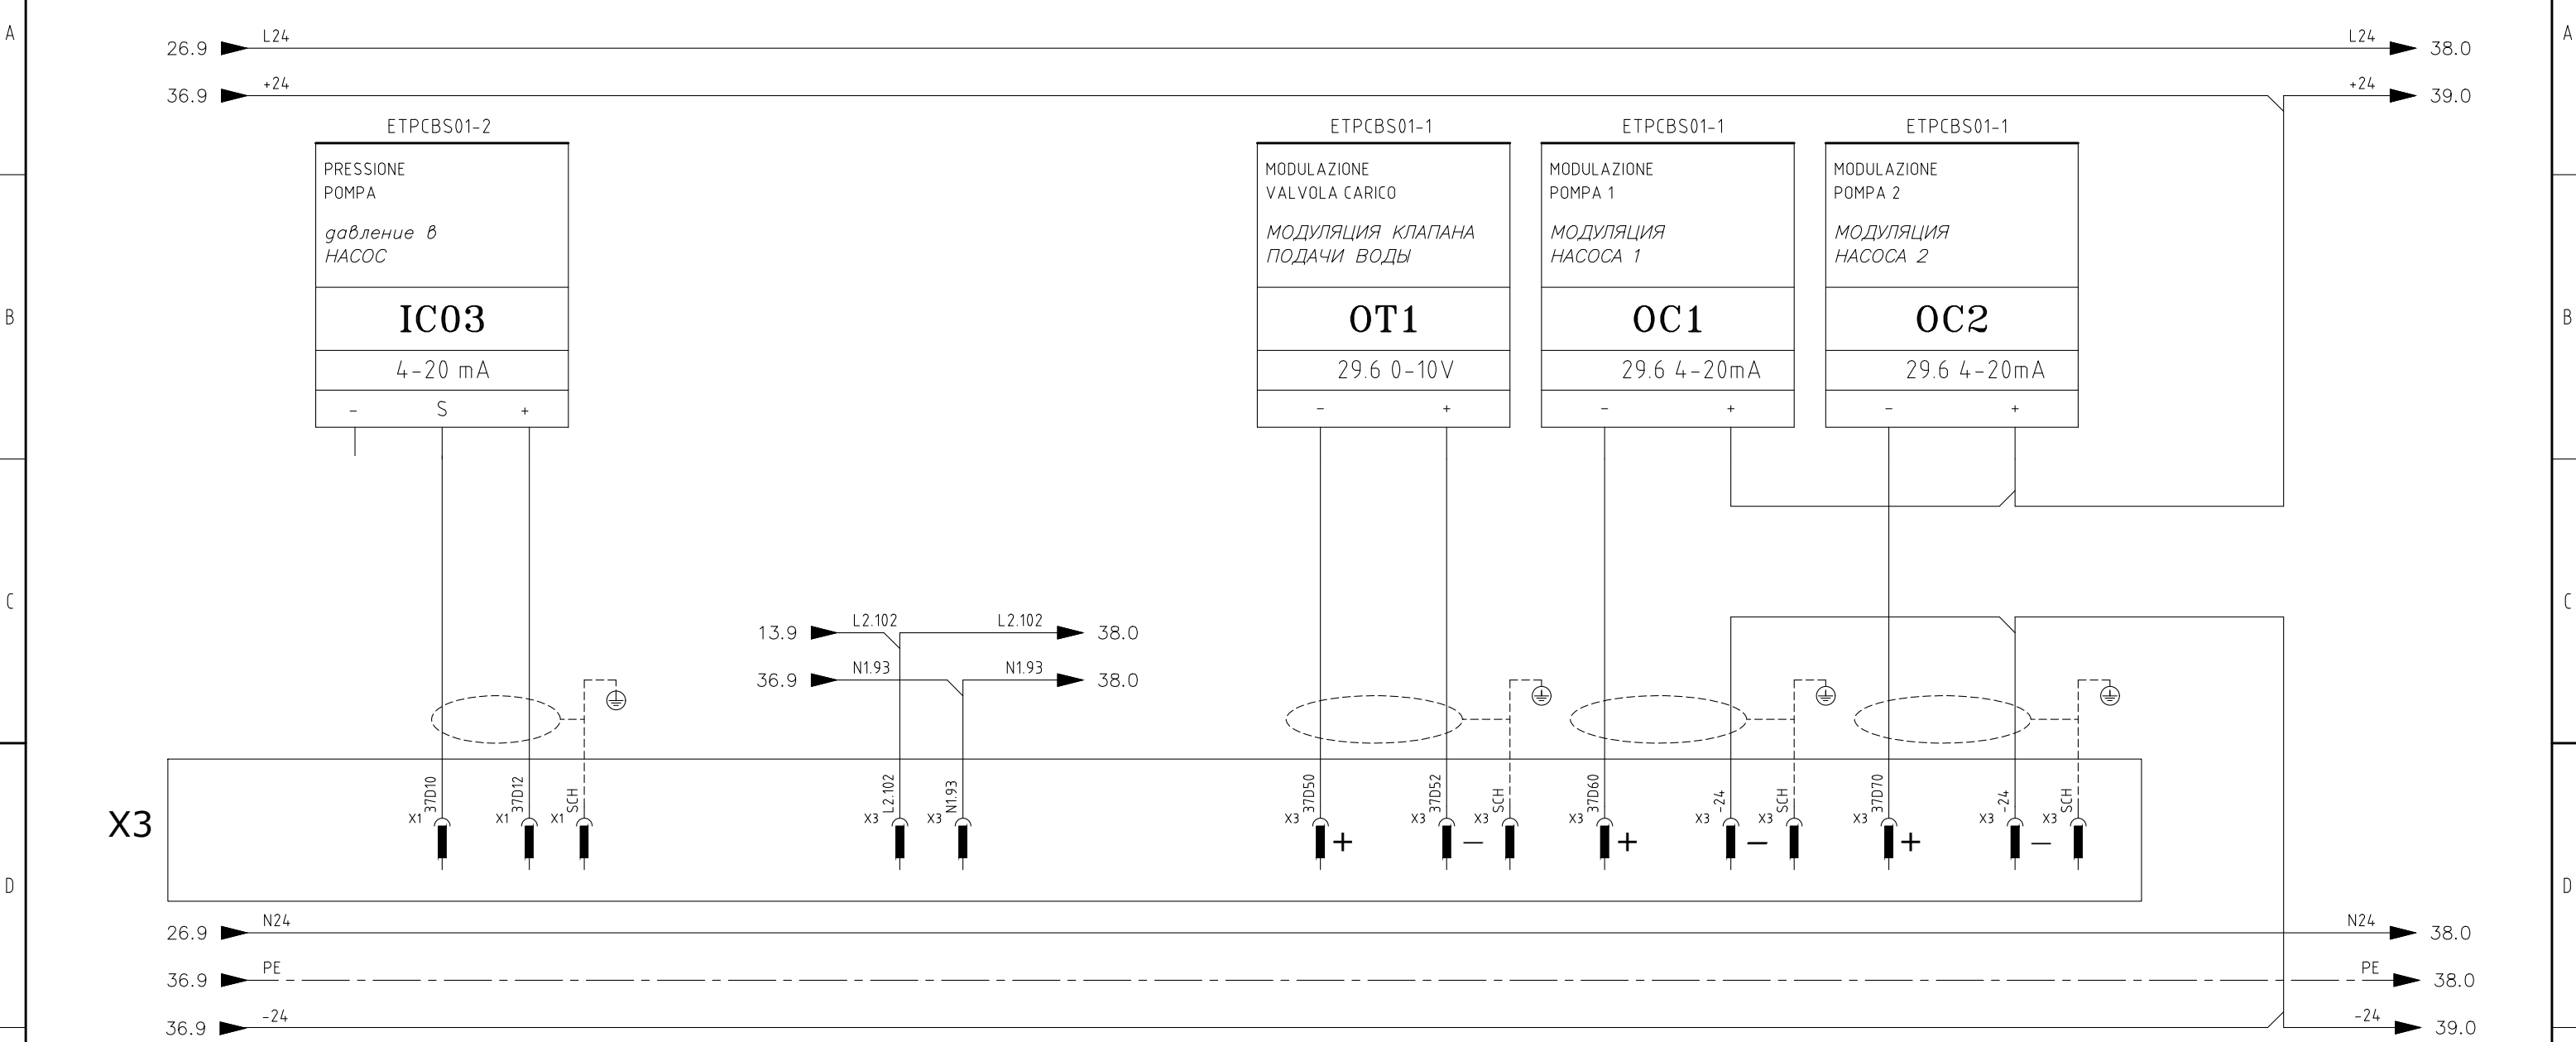 A
A
26.9 L24
L24 38.0
36.9 +24
+24 39.0
ETPCBS01-2
ETPCBS01-1
ETPCBS01-1
ETPCBS01-1
PRESSIONE
POMPA
давление в
НАСОС
IC03
4-20 mA
- S +
MODULAZIONE
VALVOLA CARICO
МОДУЛЯЦИЯ КЛАПАНА
ПОДАЧИ ВОДЫ
OT1
29.6 0-10V
- +
MODULAZIONE
POMPA 1
МОДУЛЯЦИЯ
НАСОСА 1
OC1
29.6 4-20mA
- +
MODULAZIONE
POMPA 2
МОДУЛЯЦИЯ
НАСОСА 2
OC2
29.6 4-20mA
- +
B
B
C
C
13.9 L2.102 L2.102 38.0
36.9 N1.93 N1.93 38.0
X3
X1 37D10
X1 37D12
X1 SCH
X3 L2.102
X3 N1.93
X3 37D50 +
X3 37D52 -
X3 SCH
X3 37D60 +
X3 -24 -
X3 SCH
X3 37D70 +
X3 -24 -
X3 SCH
D
D
26.9 N24
N24 38.0
36.9 PE
PE 38.0
36.9 -24
-24 39.0